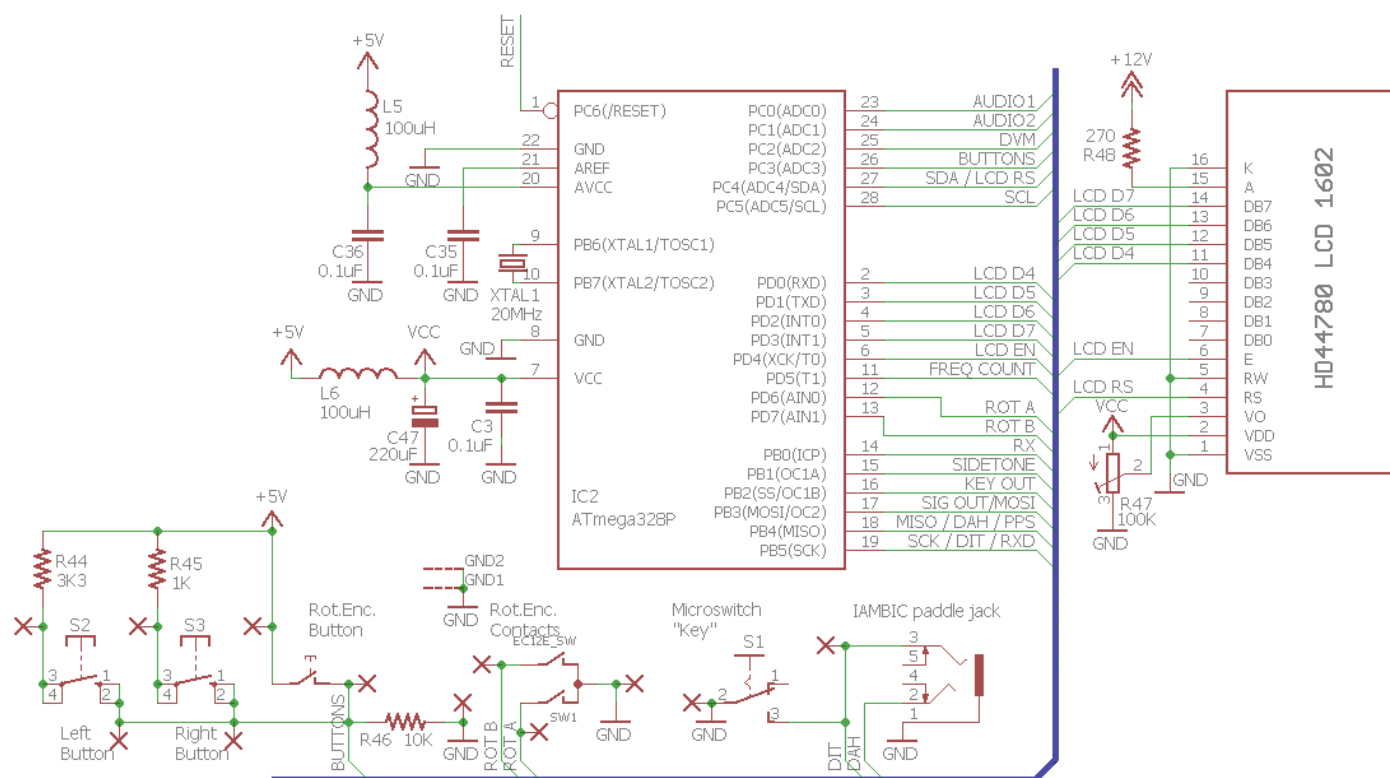 RESET
+5V
L5
100uH
GND
C36
0.1uF
GND
C35
0.1uF
GND
XTAL1
20MHz
+5V
VCC
L6
100uH
+
C47
220uF
GND
C3
0.1uF
GND
GND
1
22
21
20
9
10
8
7
PC6(/RESET)
GND
AREF
AVCC
PB6(XTAL1/TOSC1)
PB7(XTAL2/TOSC2)
GND
VCC
IC2
ATmega328P
PC0(ADC0) 23 AUDIO1
PC1(ADC1) 24 AUDIO2
PC2(ADC2) 25 DVM
PC3(ADC3) 26 BUTTONS
PC4(ADC4/SDA) 27 SDA / LCD RS
PC5(ADC5/SCL) 28 SCL
PD0(RXD) 2 LCD D4
PD1(TXD) 3 LCD D5
PD2(INT0) 4 LCD D6
PD3(INT1) 5 LCD D7
PD4(XCK/T0) 6 LCD EN
PD5(T1) 11 FREQ COUNT
PD6(AIN0) 12 ROT A
PD7(AIN1) 13 ROT B
PB0(ICP) 14 RX
PB1(OC1A) 15 SIDETONE
PB2(SS/OC1B) 16 KEY OUT
PB3(MOSI/OC2) 17 SIG OUT/MOSI
PB4(MISO) 18 MISO / DAH / PPS
PB5(SCK) 19 SCK / DIT / RXD
+12V
270
R48
16 K
15 A
LCD D7 14 DB7
LCD D6 13 DB6
LCD D5 12 DB5
LCD D4 11 DB4
10 DB3
9 DB2
8 DB1
7 DB0
LCD EN 6 E
5 RW
LCD RS 4 RS
3 VO
2 VDD
1 VSS
HD44780 LCD 1602
VCC
1
2
3
R47
100K
GND
GND
+5V
R44
3K3
R45
1K
S2
3
4
1
2
Left
Button
S3
3
4
1
2
Right
Button
Rot.Enc.
Button
BUTTONS
R46 10K
GND
GND2
GND1
GND
Rot.Enc.
Contacts
EC12E_SW
SW1
GND
ROT B
ROT A
Microswitch
"Key"
S1
1
2
3
GND
IAMBIC paddle jack
3
5
4
2
1
GND
DIT
DAH